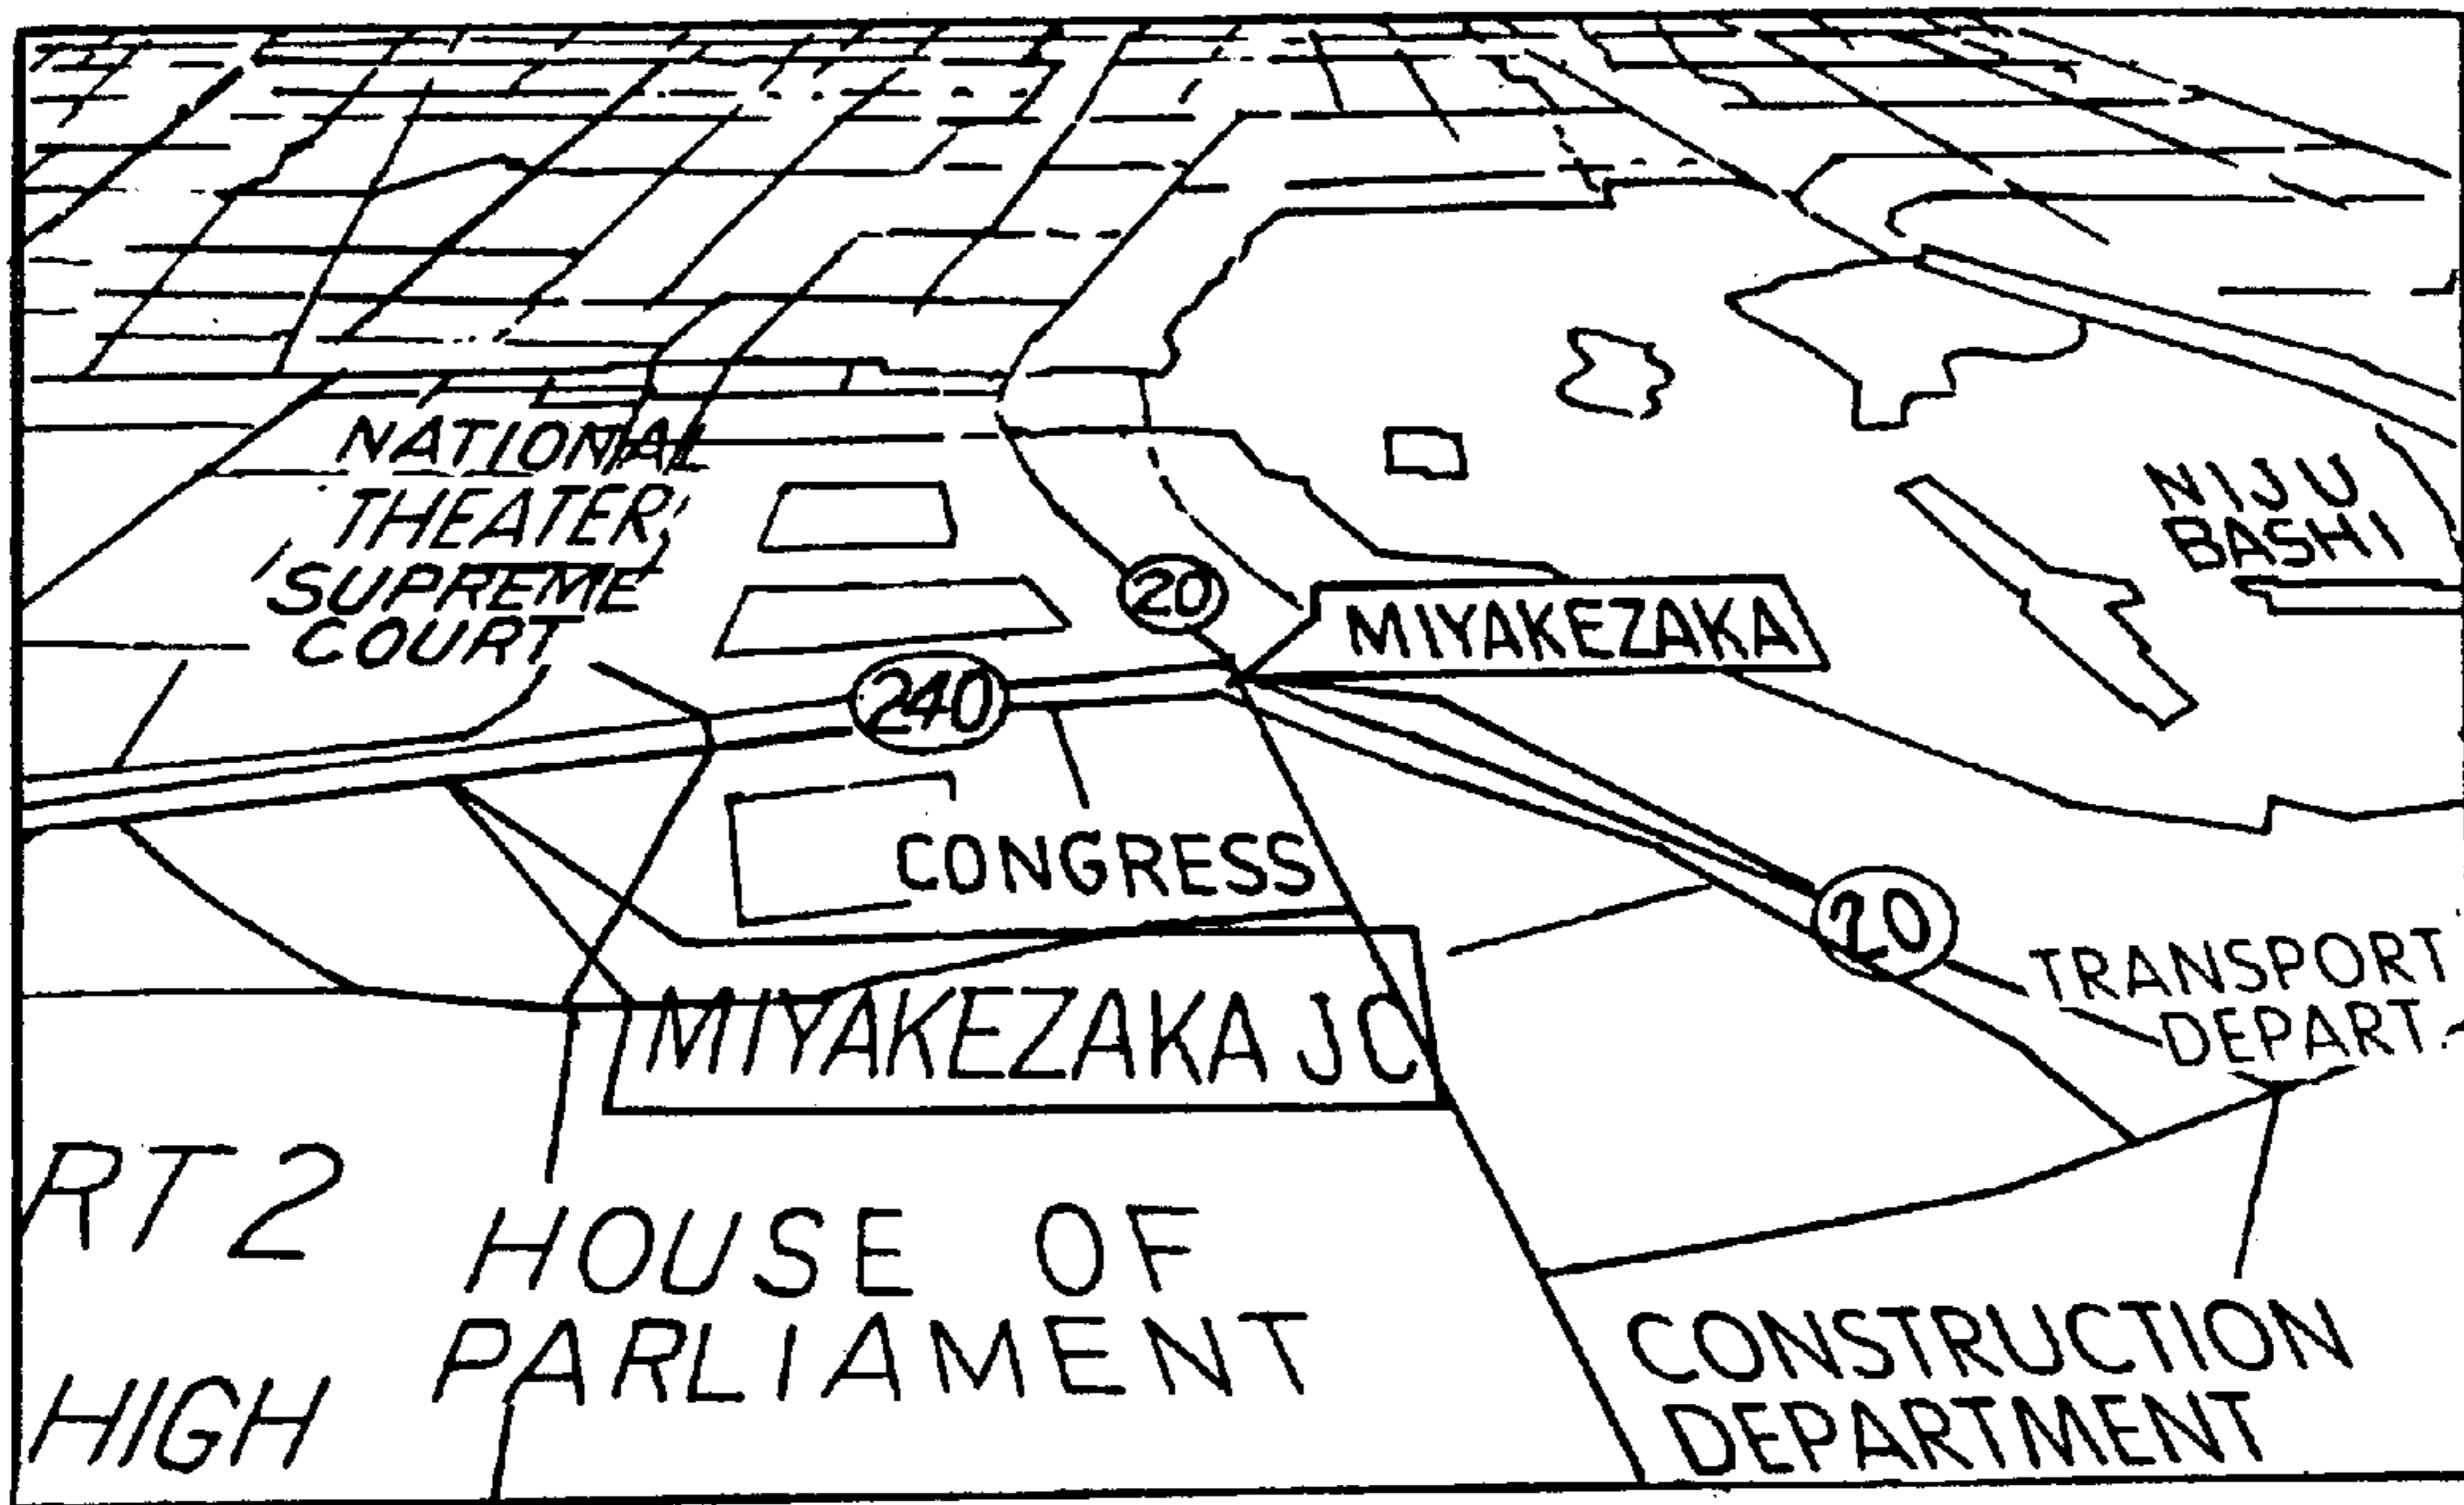 NATIONAL
THEATER,
SUPREME
COURT
NIJU
BASHI
20
MIYAKEZAKA
240
CONGRESS
20
TRANSPORT
DEPART.
MIYAKEZAKA JC
RT 2
HOUSE OF
PARLIAMENT
HIGH
CONSTRUCTION
DEPARTMENT